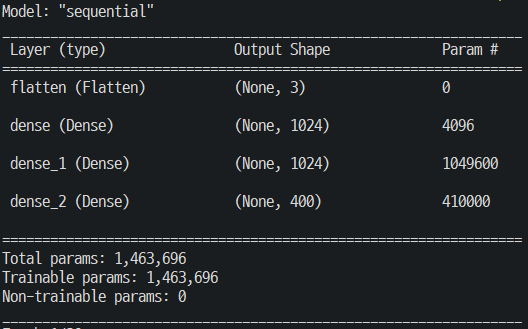 Model: "sequential"
_________________________________________________________________
Layer (type) Output Shape Param #
=================================================================
flatten (Flatten) (None, 3) 0
dense (Dense) (None, 1024) 4096
dense_1 (Dense) (None, 1024) 1049600
dense_2 (Dense) (None, 400) 410000
=================================================================
Total params: 1,463,696
Trainable params: 1,463,696
Non-trainable params: 0
_________________________________________________________________